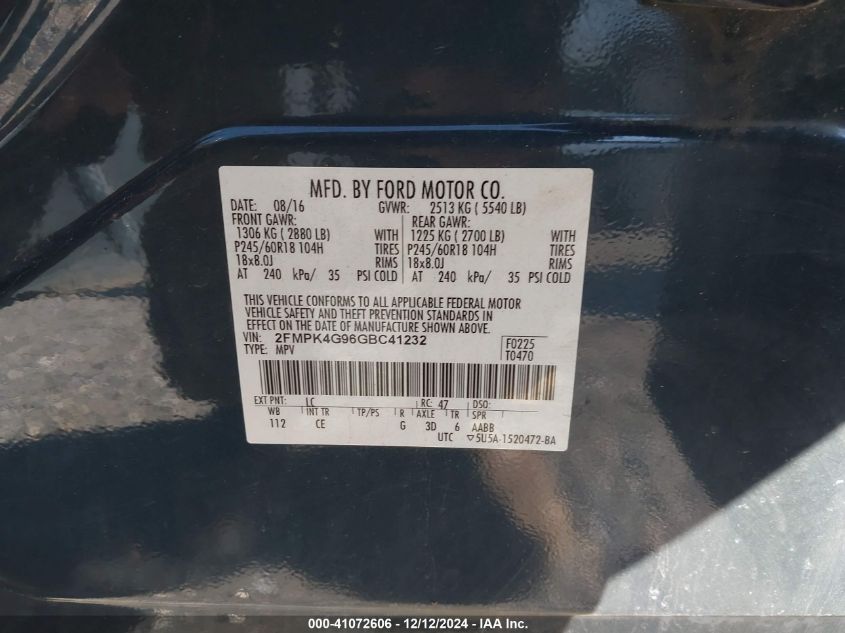 MFD. BY FORD MOTOR CO.
DATE: 08/16 GVWR: 2513 KG ( 5540 LB)
FRONT GAWR: REAR GAWR:
1306 KG ( 2880 LB) WITH 1225 KG ( 2700 LB) WITH
P245/60R18 104H TIRES P245/60R18 104H TIRES
18x8.0J RIMS 18x8.0J RIMS
AT 240 kPa/ 35 PSI COLD AT 240 kPa/ 35 PSI COLD
THIS VEHICLE CONFORMS TO ALL APPLICABLE FEDERAL MOTOR
VEHICLE SAFETY AND THEFT PREVENTION STANDARDS IN
EFFECT ON THE DATE OF MANUFACTURE SHOWN ABOVE.
VIN: 2FMPK4G96GBC41232 F0225
TYPE: MPV T0470
EXT PNT: LC RC: 47 DSO:
WB INT TR TP/PS R AXLE TR SPR
112 CE G 3D 6 AABB
UTC ▽5U5A-1520472-BA
000-41072606 - 12/12/2024 - IAA Inc.